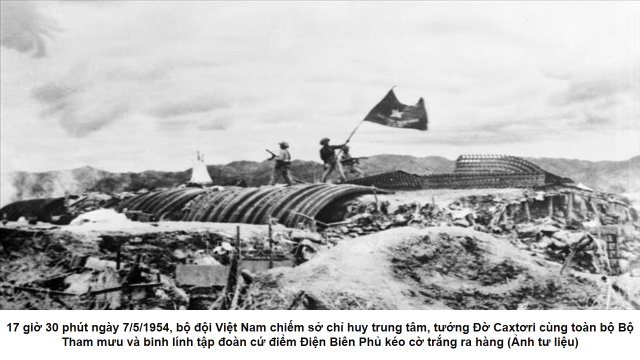 17 giờ 30 phút ngày 7/5/1954, bộ đội Việt Nam chiếm sở chỉ huy trung tâm, tướng Đờ Caxtơri cùng toàn bộ Bộ
Tham mưu và binh lính tập đoàn cứ điểm Điện Biên Phủ kéo cờ trắng ra hàng (Ảnh tư liệu)